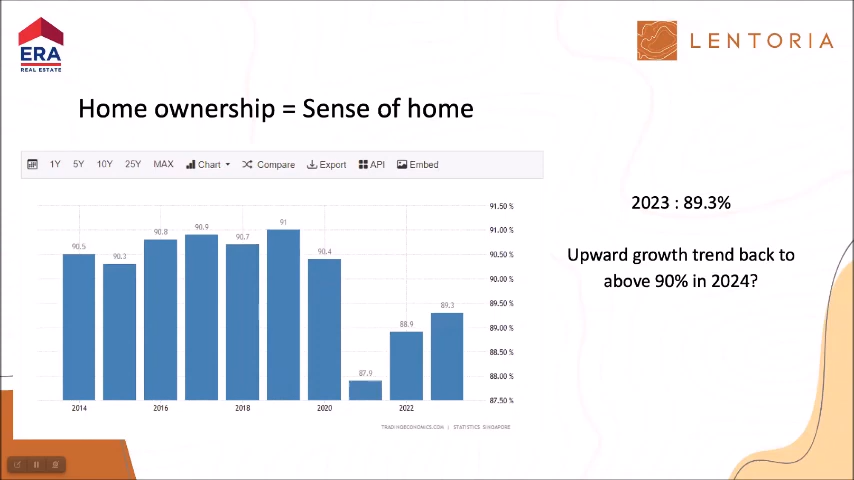 ERA
REAL ESTATE
LENTORIA
Home ownership = Sense of home
1Y 5Y 10Y 25Y MAX Chart Compare Export API Embed
91.50 %
91.00 %
90.50 %
90.00 %
89.50 %
89.00 %
88.50 %
88.00 %
87.50 %
90.5
90.3
90.8
90.9
90.7
91
90.4
87.9
88.9
89.3
2014 2016 2018 2020 2022
TRADINGECONOMICS.COM | STATISTICS SINGAPORE
2023 : 89.3%
Upward growth trend back to
above 90% in 2024?